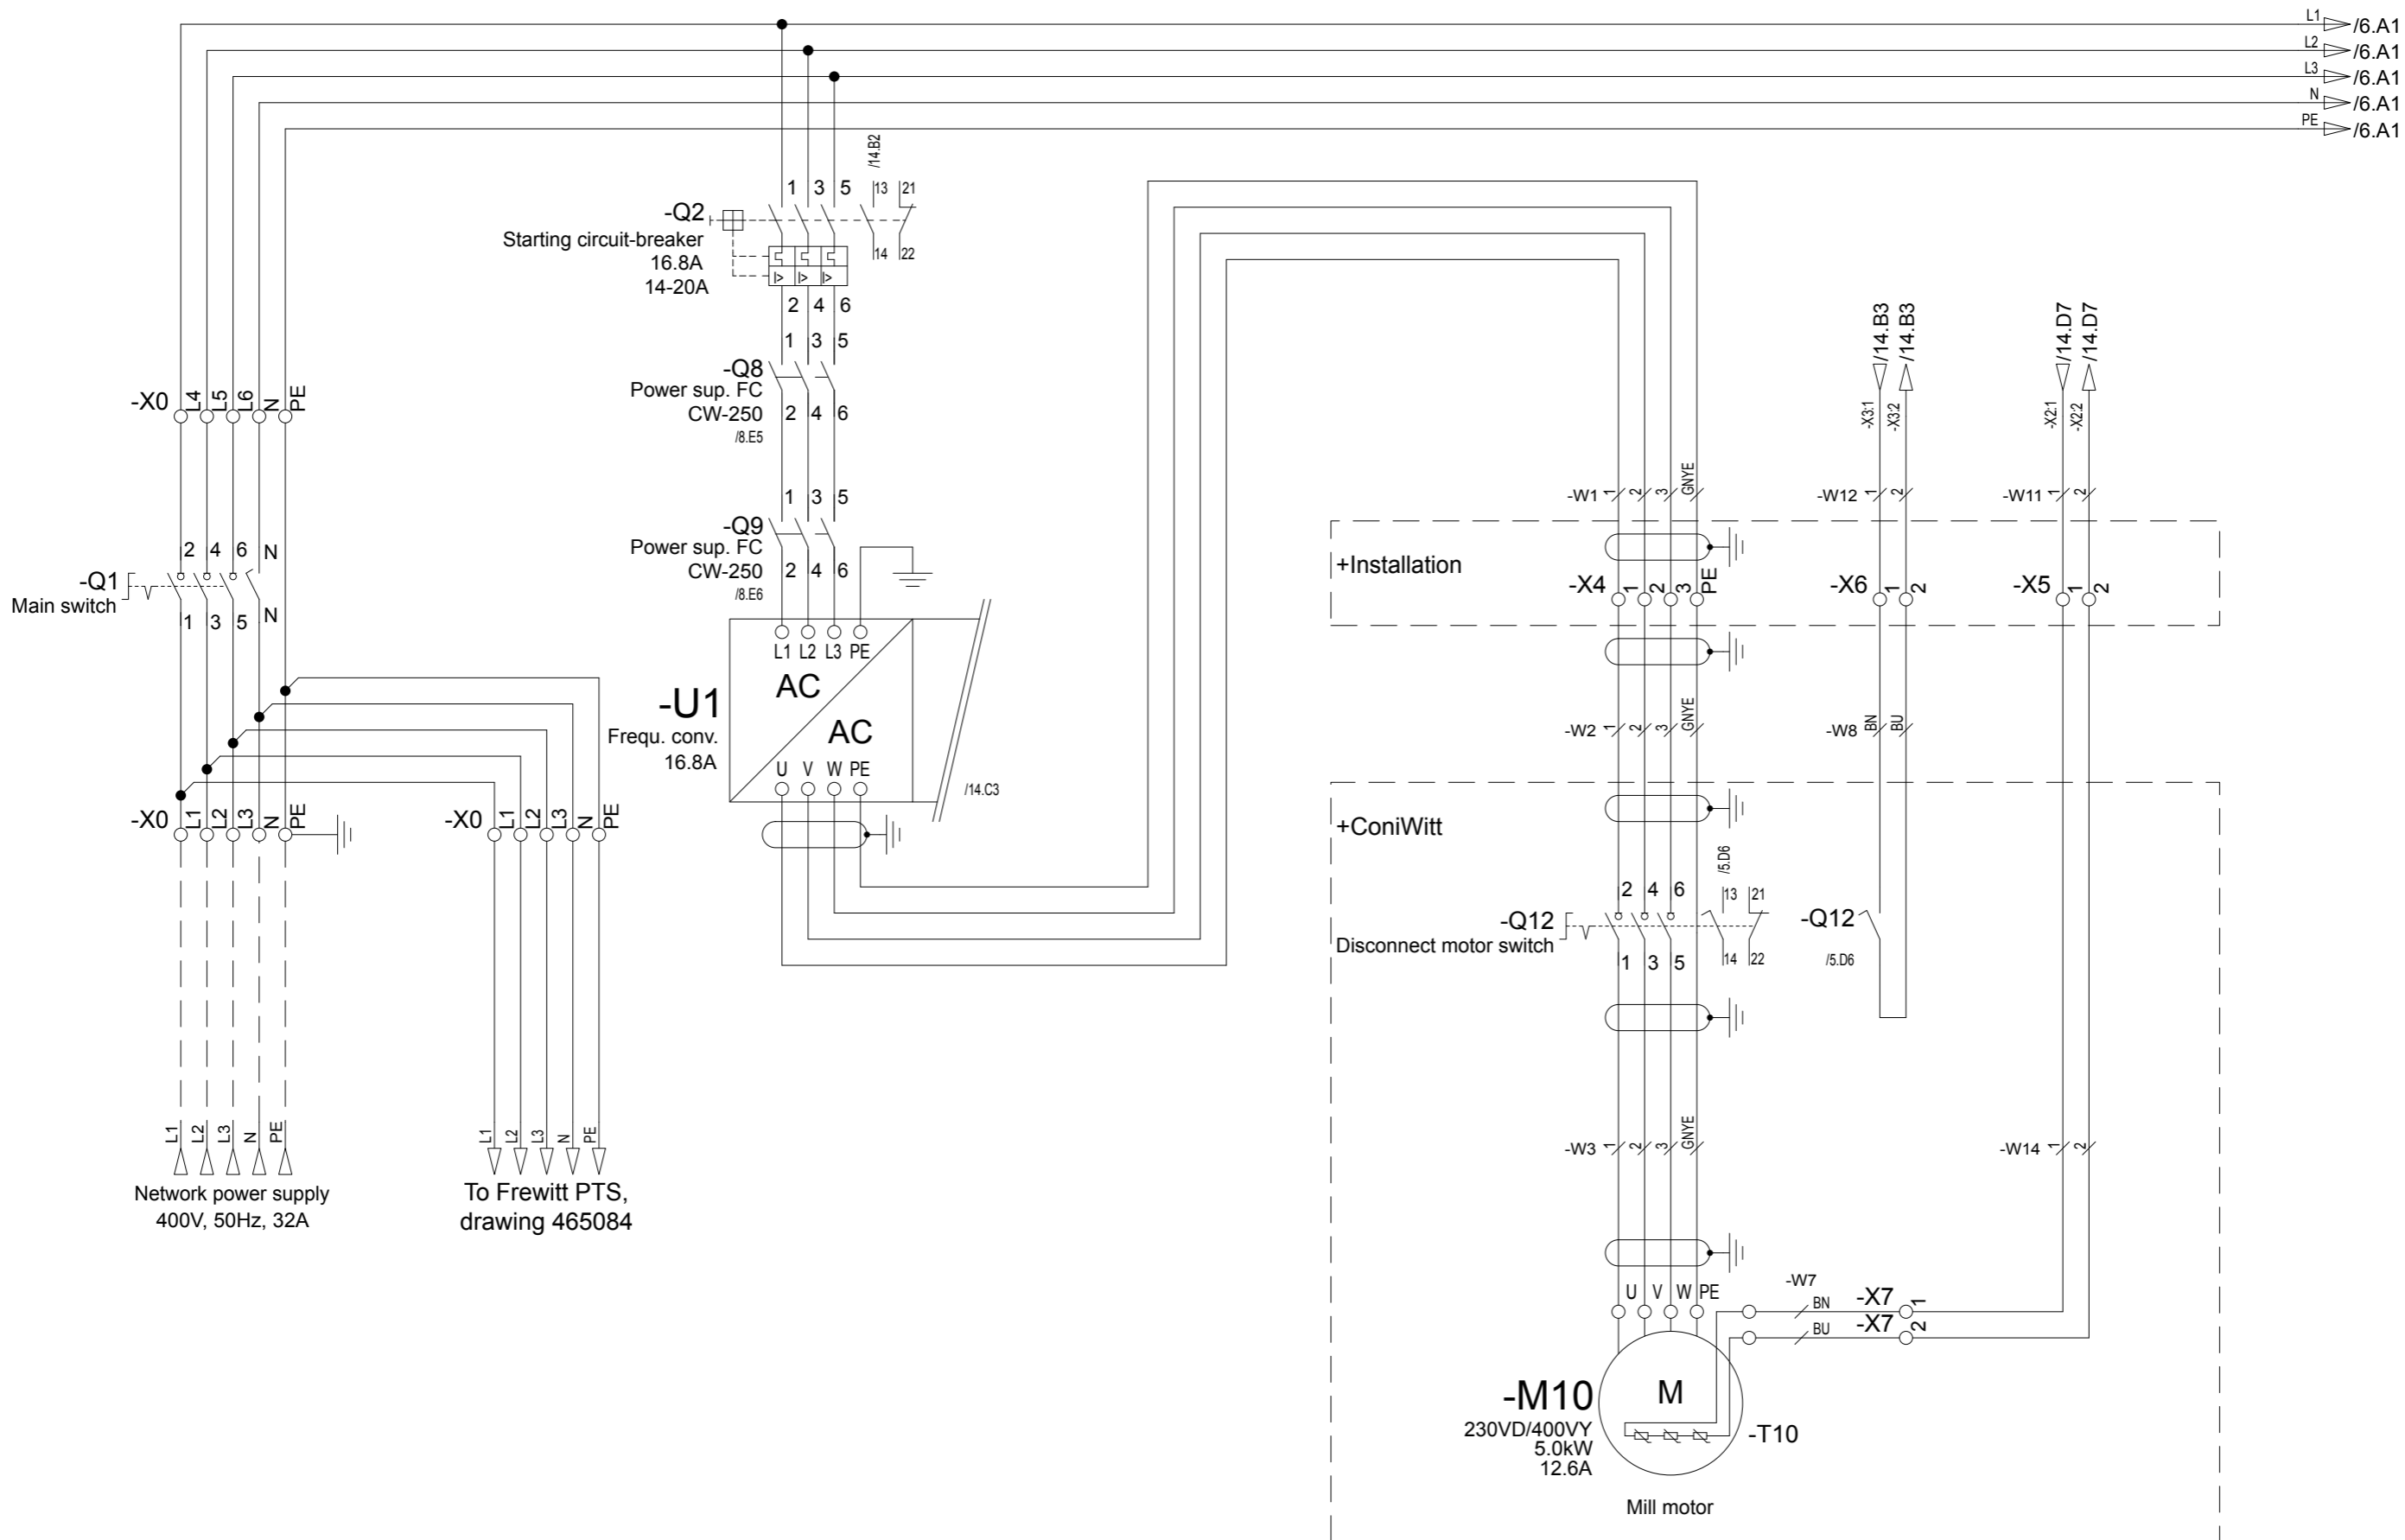 L1 /6.A1
L2 /6.A1
L3 /6.A1
N /6.A1
PE /6.A1
/14.B2
1 3 5 13 21
-Q2
Starting circuit-breaker
16.8A
14-20A
14 22
I> I> I>
2 4 6
1 3 5
-Q8
Power sup. FC
CW-250
/8.E5
2 4 6
1 3 5
-Q9
Power sup. FC
CW-250
/8.E6
2 4 6
-X0 L4 L5 L6 N PE
2 4 6 N
-Q1
Main switch
1 3 5 N
L1 L2 L3 PE
AC
AC
-U1
Frequ. conv.
16.8A
U V W PE
/14.C3
-X0 L1 L2 L3 N PE
-X0 L1 L2 L3 N PE
L1 L2 L3 N PE
Network power supply
400V, 50Hz, 32A
L1 L2 L3 N PE
To Frewitt PTS,
drawing 465084
/14.B3 /14.B3 /14.D7 /14.D7
-X3:1 -X3:2 -X2:1 -X2:2
-W1 1 2 3 GNYE
-W12 1 2
-W11 1 2
+Installation
-X4 1 2 3 PE
-X6 1 2
-X5 1 2
-W2 1 2 3 GNYE
-W8 BN BU
+ConiWitt
/5.D6
2 4 6 13 21
-Q12
Disconnect motor switch
1 3 5 14 22
-Q12
/5.D6
-W3 1 2 3 GNYE
-W14 1 2
U V W PE
-W7
BN -X7 1
BU -X7 2
-M10
230VD/400VY
5.0kW
12.6A
M
-T10
Mill motor